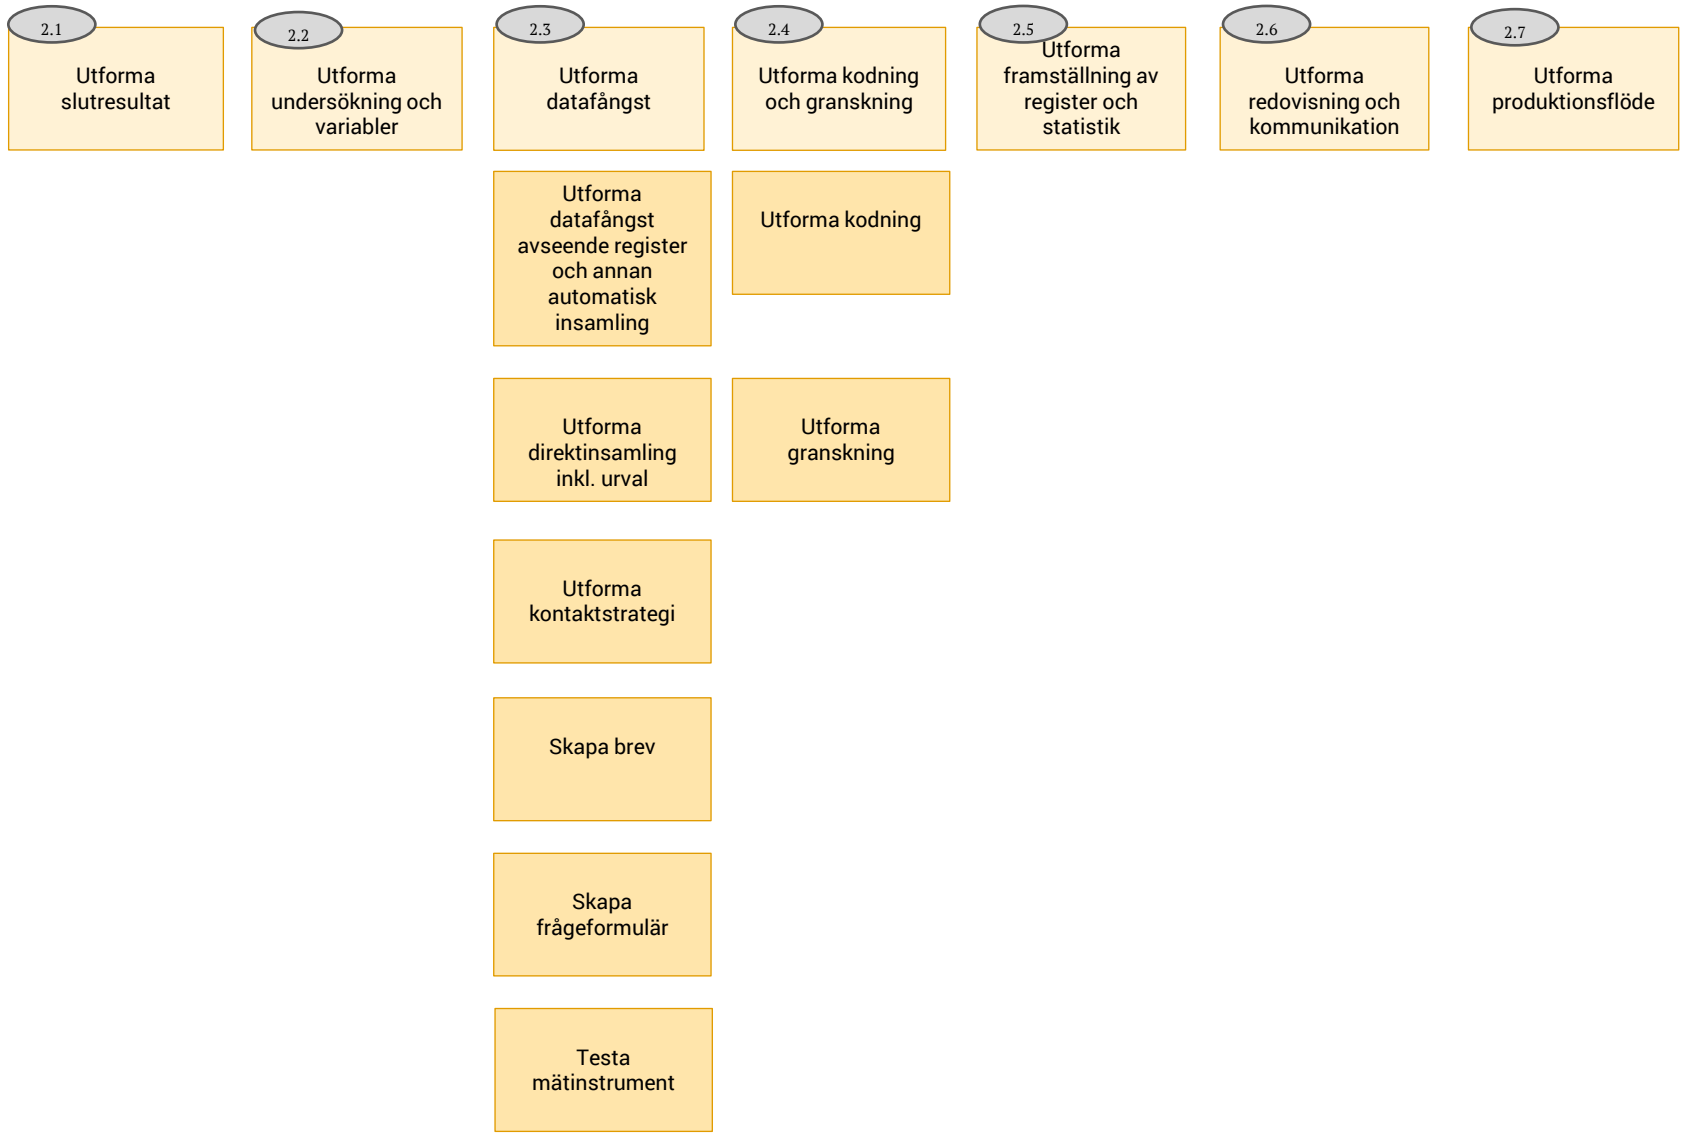 2.1
Utforma
slutresultat
2.2
Utforma
undersökning och
variabler
2.3
Utforma
datafångst
2.4
Utforma kodning
och granskning
2.5
Utforma
framställning av
register och
statistik
2.6
Utforma
redovisning och
kommunikation
2.7
Utforma
produktionsflöde
Utforma
datafångst
avseende register
och annan
automatisk
insamling
Utforma kodning
Utforma
direktinsamling
inkl. urval
Utforma
granskning
Utforma
kontaktstrategi
Skapa brev
Skapa
frågeformulär
Testa
mätinstrument